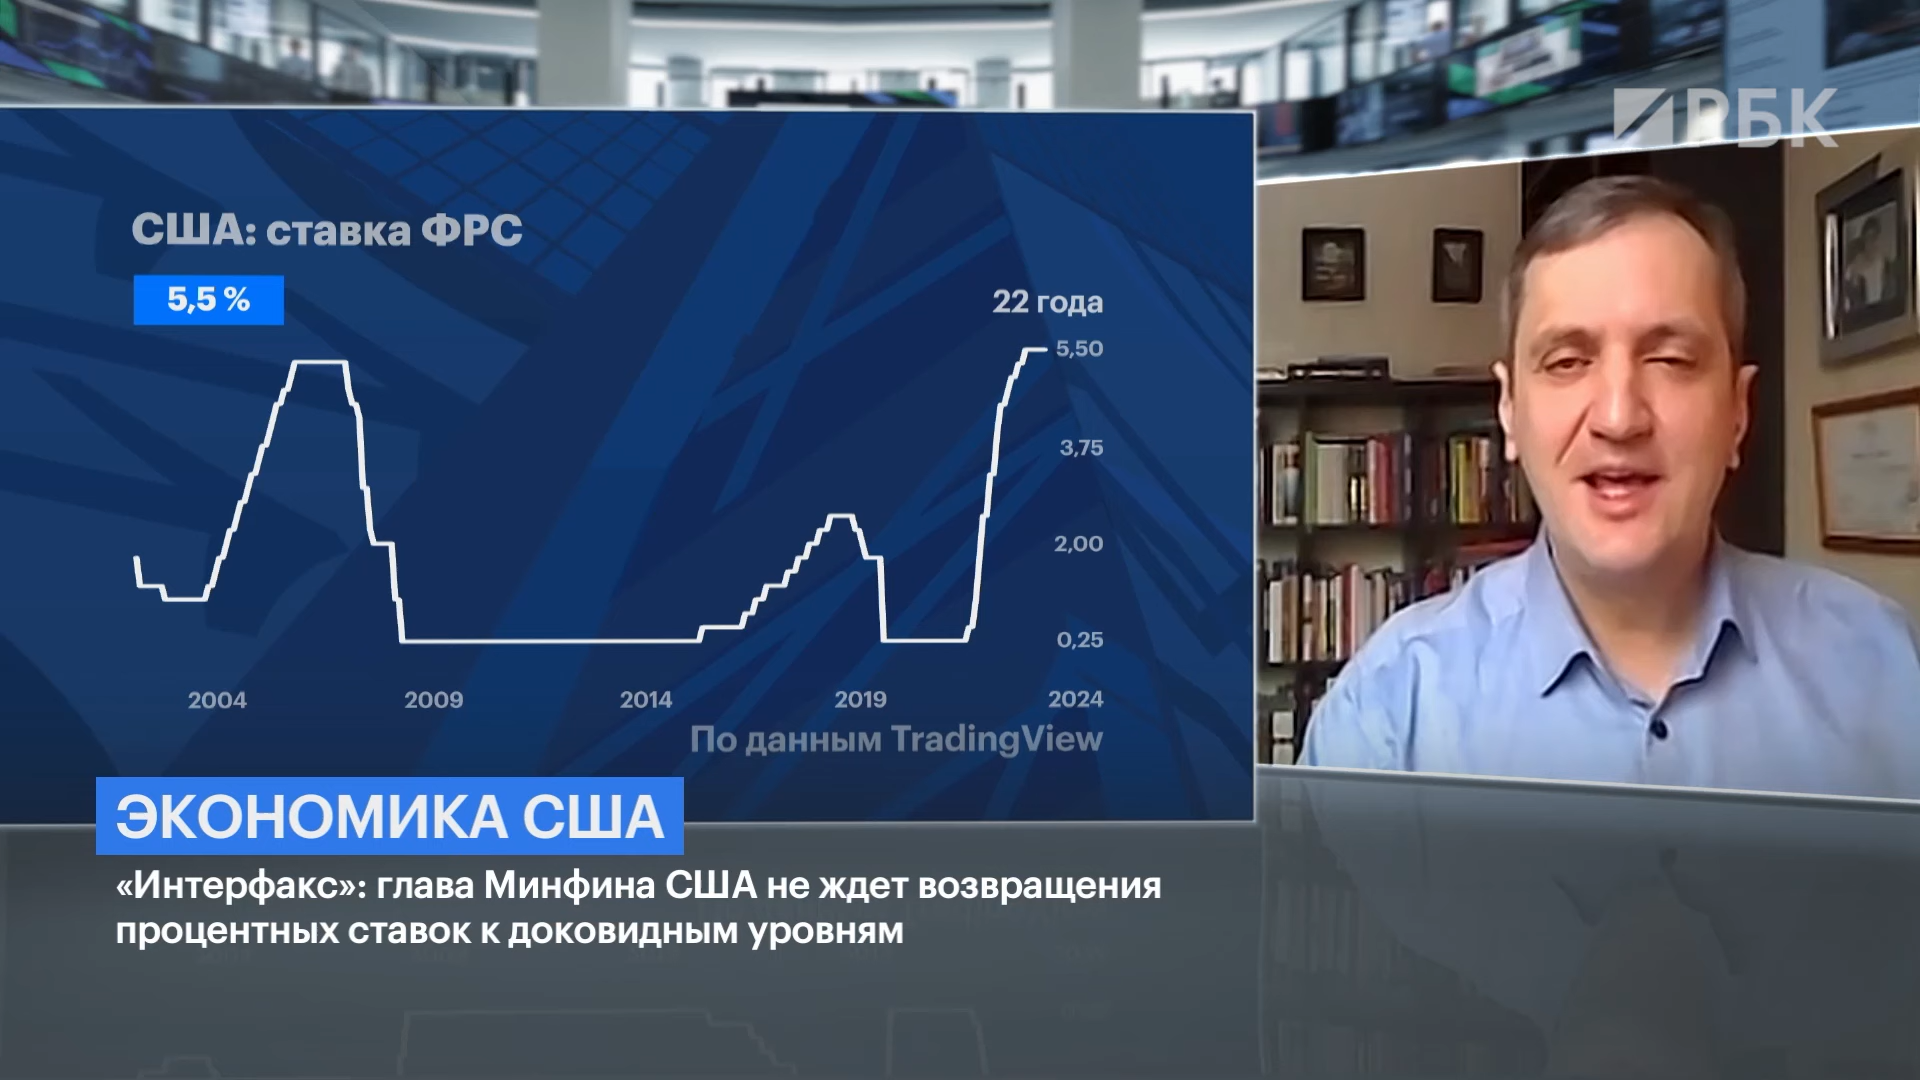 РБК
США: ставка ФРС
5,5 %
22 года
5,50
3,75
2,00
0,25
2004 2009 2014 2019 2024
По данным TradingView
ЭКОНОМИКА США
«Интерфакс»: глава Минфина США не ждет возвращения
процентных ставок к доковидным уровням